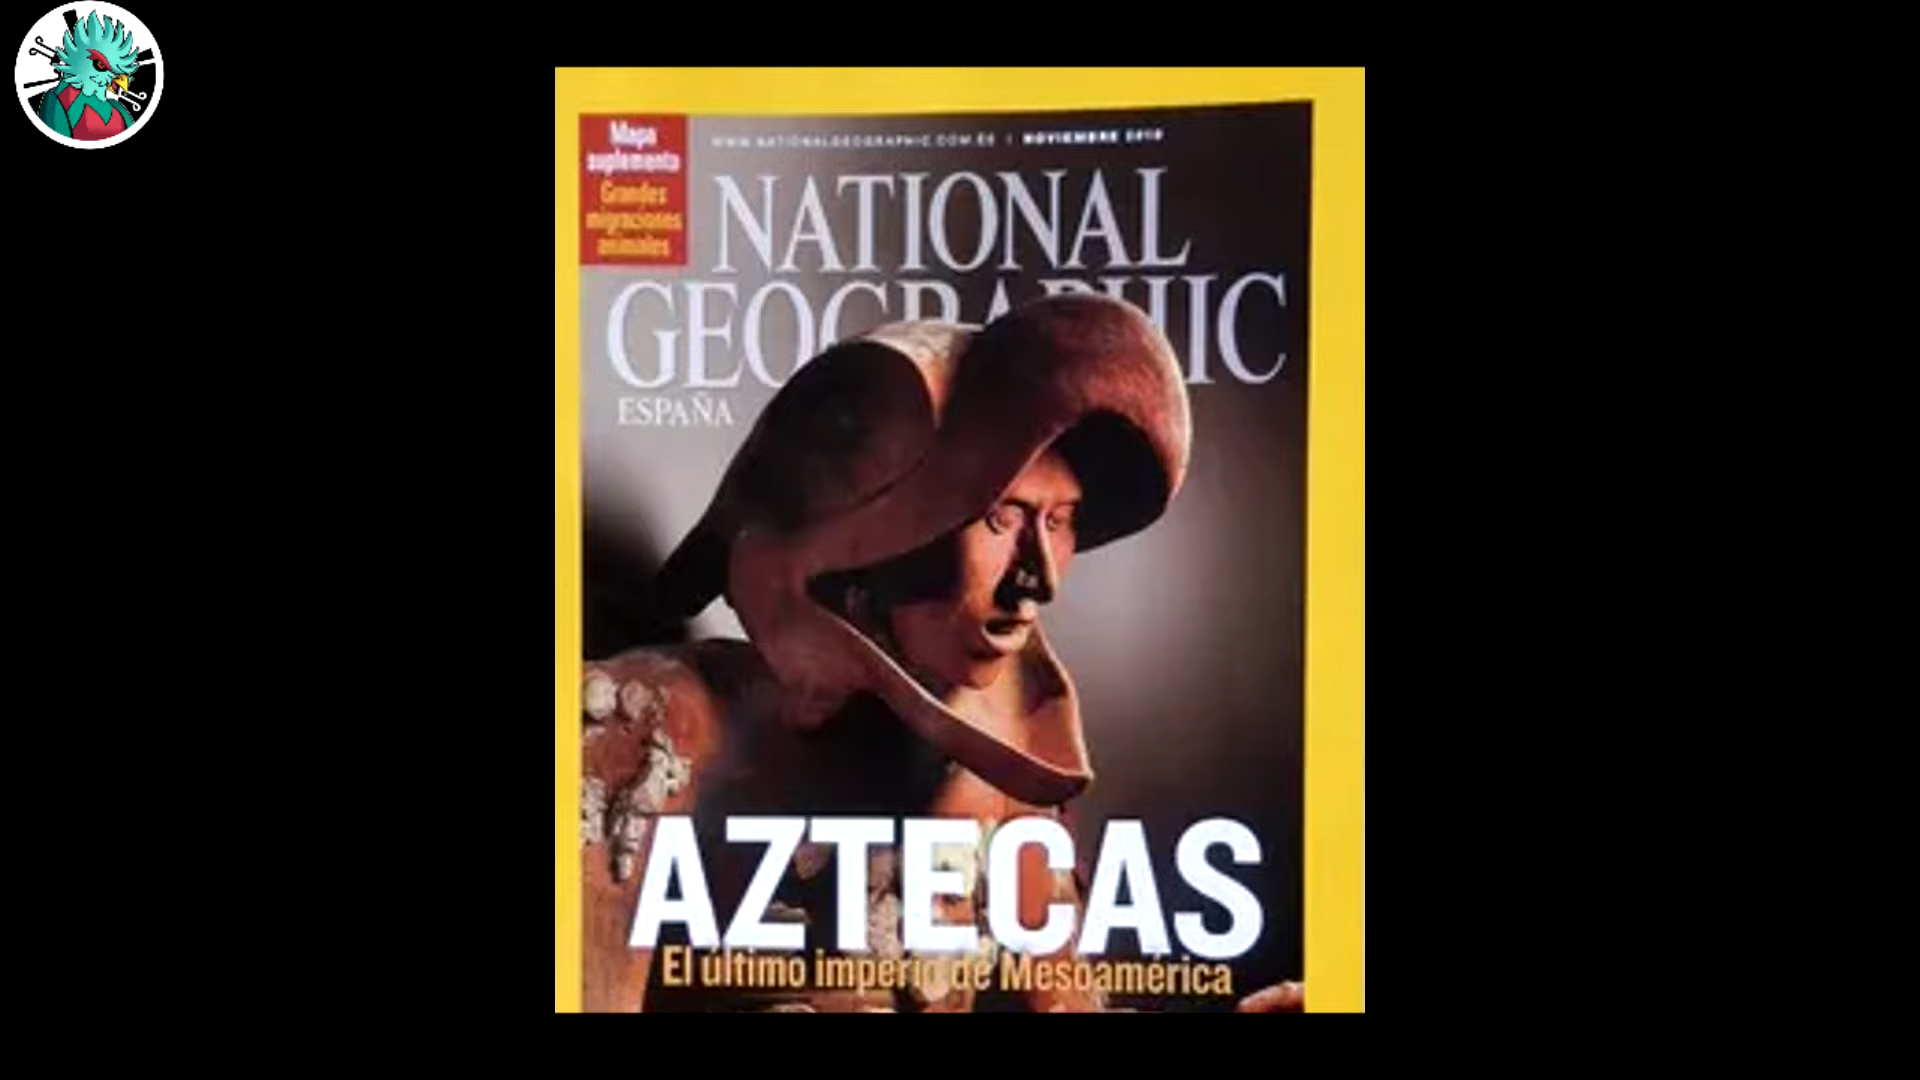 Mapa
suplemento
Grandes
migraciones
animales
WWW.NATIONALGEOGRAPHIC.COM.ES | NOVIEMBRE 2010
NATIONAL
GEOGRAPHIC
ESPAÑA
AZTECAS
El último imperio de Mesoamérica